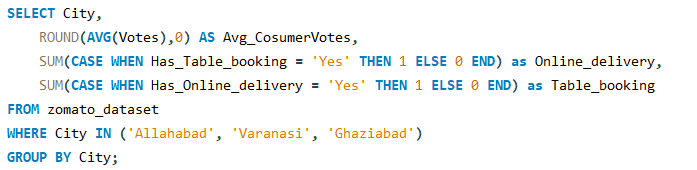 SELECT City,
ROUND(AVG(Votes),0) AS Avg_CosumerVotes,
SUM(CASE WHEN Has_Table_booking = 'Yes' THEN 1 ELSE 0 END) as Online_delivery,
SUM(CASE WHEN Has_Online_delivery = 'Yes' THEN 1 ELSE 0 END) as Table_booking
FROM zomato_dataset
WHERE City IN ('Allahabad', 'Varanasi', 'Ghaziabad')
GROUP BY City;